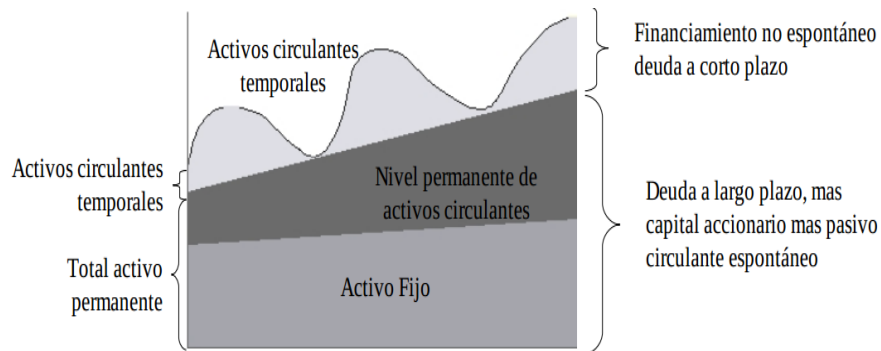 Activos circulantes
temporales
Financiamiento no espontáneo
deuda a corto plazo
Activos circulantes
temporales
Nivel permanente de
activos circulantes
Deuda a largo plazo, mas
capital accionario mas pasivo
circulante espontáneo
Total activo
permanente
Activo Fijo